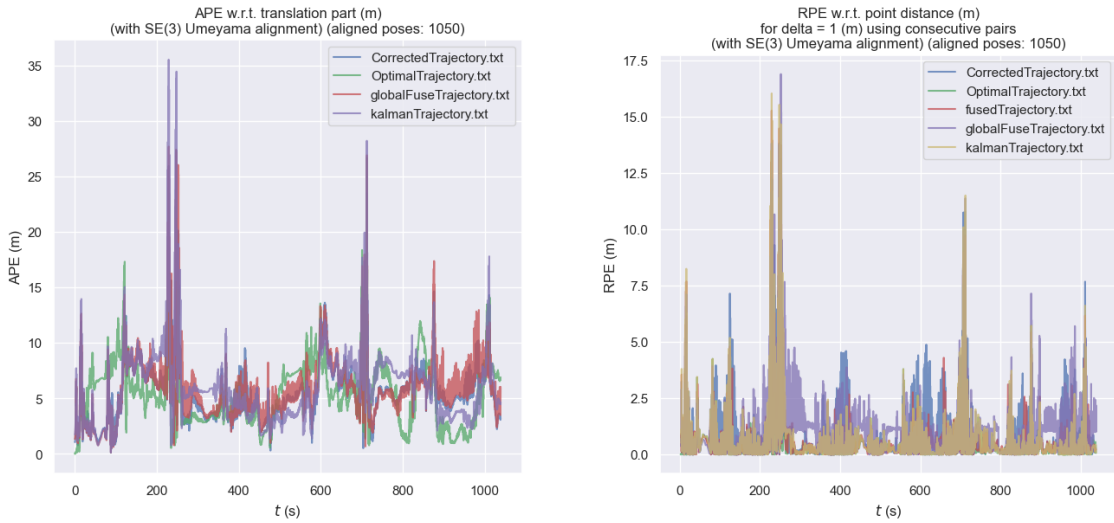 APE w.r.t. translation part (m)
(with SE(3) Umeyama alignment) (aligned poses: 1050)
CorrectedTrajectory.txt
OptimalTrajectory.txt
globalFuseTrajectory.txt
kalmanTrajectory.txt
APE (m)
35
30
25
20
15
10
5
0
0 200 400 600 800 1000
t (s)
RPE w.r.t. point distance (m)
for delta = 1 (m) using consecutive pairs
(with SE(3) Umeyama alignment) (aligned poses: 1050)
CorrectedTrajectory.txt
OptimalTrajectory.txt
fusedTrajectory.txt
globalFuseTrajectory.txt
kalmanTrajectory.txt
RPE (m)
17.5
15.0
12.5
10.0
7.5
5.0
2.5
0.0
0 200 400 600 800 1000
t (s)